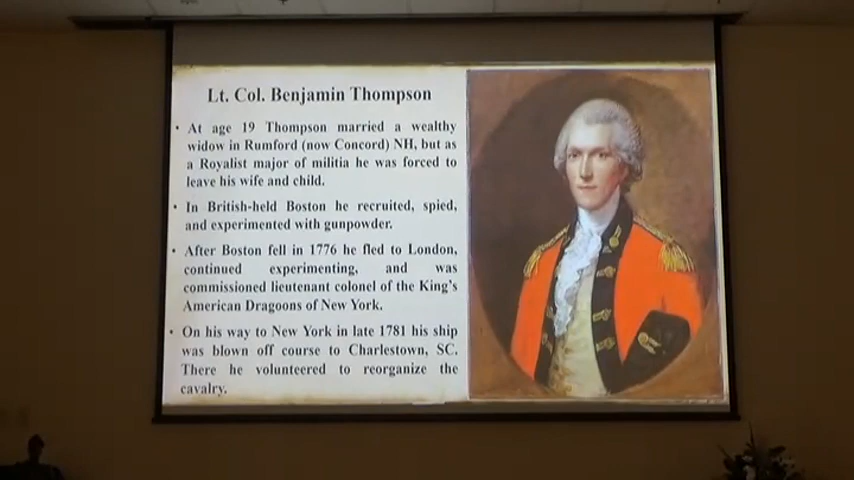 Lt. Col. Benjamin Thompson
• At age 19 Thompson married a wealthy
widow in Rumford (now Concord) NH, but as
a Royalist major of militia he was forced to
leave his wife and child.
• In British-held Boston he recruited, spied,
and experimented with gunpowder.
• After Boston fell in 1776 he fled to London,
continued experimenting, and was
commissioned lieutenant colonel of the King's
American Dragoons of New York.
• On his way to New York in late 1781 his ship
was blown off course to Charlestown, SC.
There he volunteered to reorganize the
cavalry.